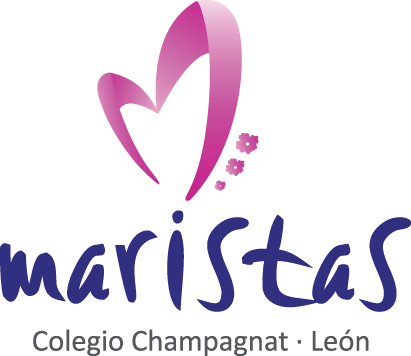 maristas
Colegio Champagnat · León